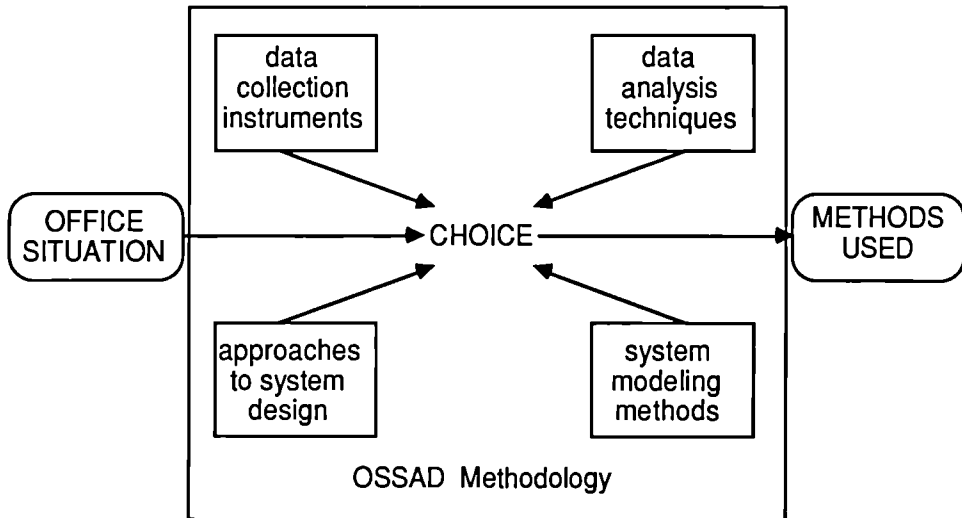 data
collection
instruments
data
analysis
techniques
OFFICE
SITUATION
CHOICE
METHODS
USED
approaches
to system
design
system
modeling
methods
OSSAD Methodology